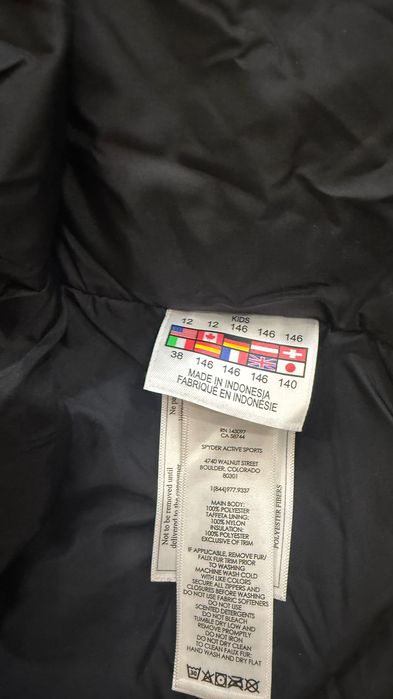 KIDS
12 12 146 146 146
38 146 146 146 140
MADE IN INDONESIA
FABRIQUÉ EN INDONÉSIE
RN 143097
CA 58744
SPYDER ACTIVE SPORTS
4740 WALNUT STREET
BOULDER, COLORADO
80301
1(844)977.9337
MAIN BODY:
100% POLYESTER
TAFFETA LINING:
100% NYLON
INSULATION:
100% POLYESTER
EXCLUSIVE OF TRIM
IF APPLICABLE, REMOVE FUR/
FAUX FUR TRIM PRIOR
TO WASHING
MACHINE WASH COLD
WITH LIKE COLORS
SECURE ALL ZIPPERS AND
CLOSURES BEFORE WASHING
DO NOT USE FABRIC SOFTENERS
DO NOT USE
SCENTED DETERGENTS
DO NOT BLEACH
TUMBLE DRY LOW AND
REMOVE PROMPTLY
DO NOT IRON
DO NOT DRY CLEAN
TO CLEAN FAUX FUR:
HAND WASH AND DRY FLAT
30
Not to be removed until
delivered to the consumer
POLYESTER FIBERS